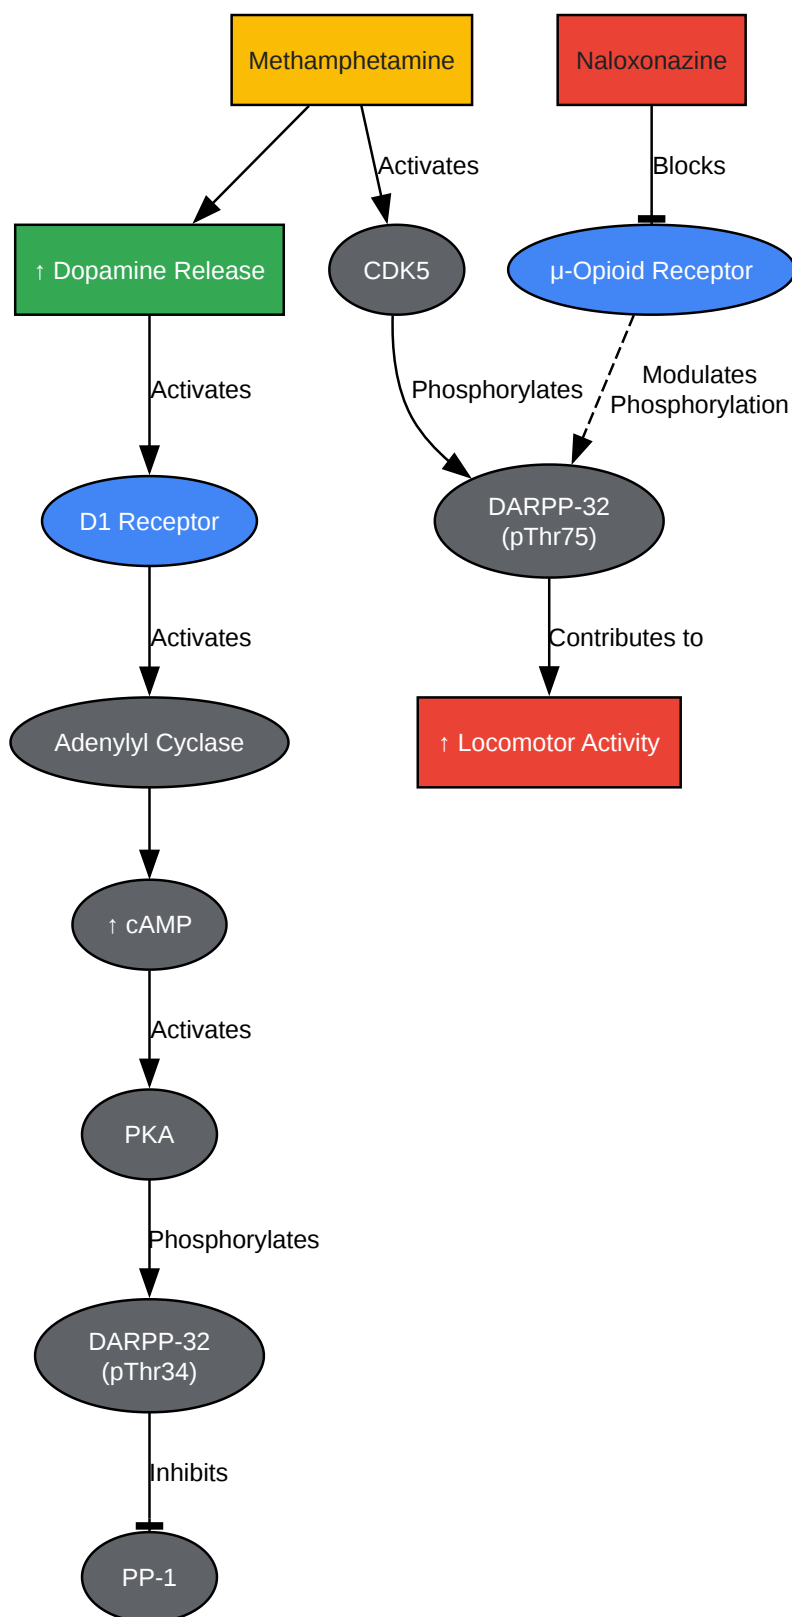 Methamphetamine
Naloxonazine
Activates
Blocks
↑ Dopamine Release
CDK5
μ-Opioid Receptor
Activates
Phosphorylates
Modulates
Phosphorylation
D1 Receptor
DARPP-32
(pThr75)
Activates
Contributes to
Adenylyl Cyclase
↑ Locomotor Activity
↑ cAMP
Activates
PKA
Phosphorylates
DARPP-32
(pThr34)
Inhibits
PP-1